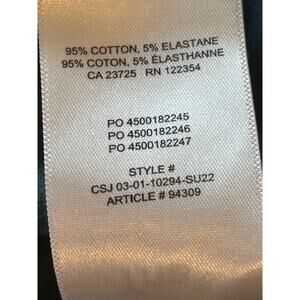 95% COTTON, 5% ELASTANE
95% COTON, 5% ÉLASTHANNE
CA 23725 RN 122354
PO 4500182245
PO 4500182246
PO 4500182247
STYLE #
CSJ 03-01-10294-SU22
ARTICLE # 94309